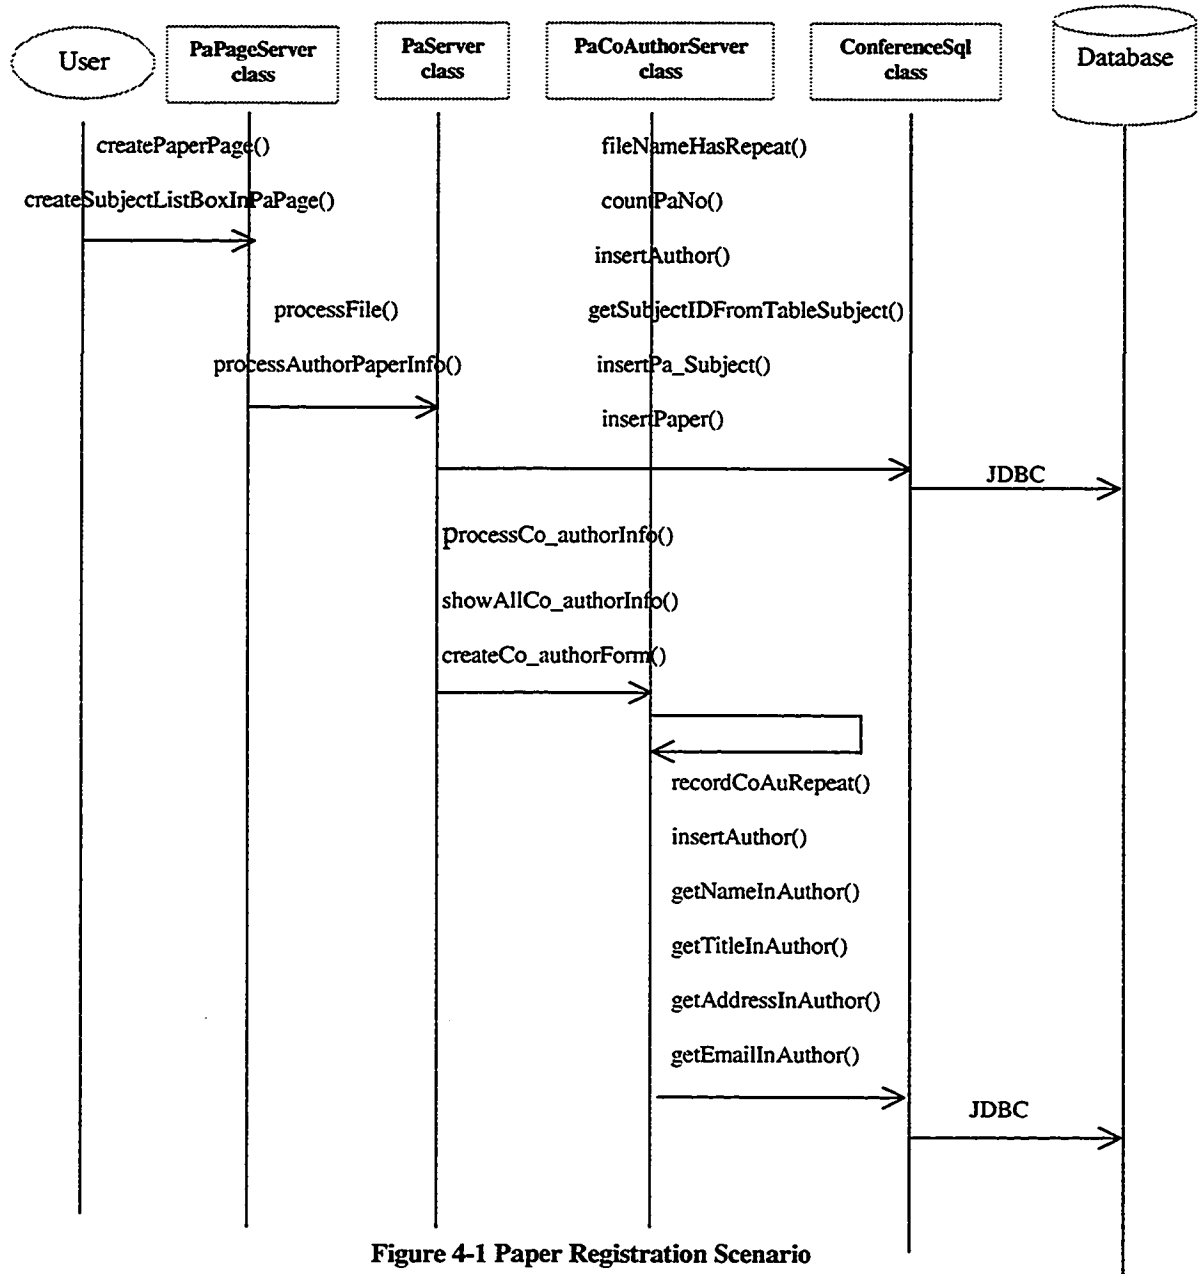 User
PaPageServer
class
PaServer
class
PaCoAuthorServer
class
ConferenceSql
class
Database
createPaperPage()
createSubjectListBoxInPaPage()
fileNameHasRepeat()
countPaNo()
insertAuthor()
processFile()
getSubjectIDFromTableSubject()
processAuthorPaperInfo()
insertPa_Subject()
insertPaper()
JDBC
processCo_authorInfo()
showAllCo_authorInfo()
createCo_authorForm()
recordCoAuRepeat()
insertAuthor()
getNameInAuthor()
getTitleInAuthor()
getAddressInAuthor()
getEmailInAuthor()
JDBC
Figure 4-1 Paper Registration Scenario